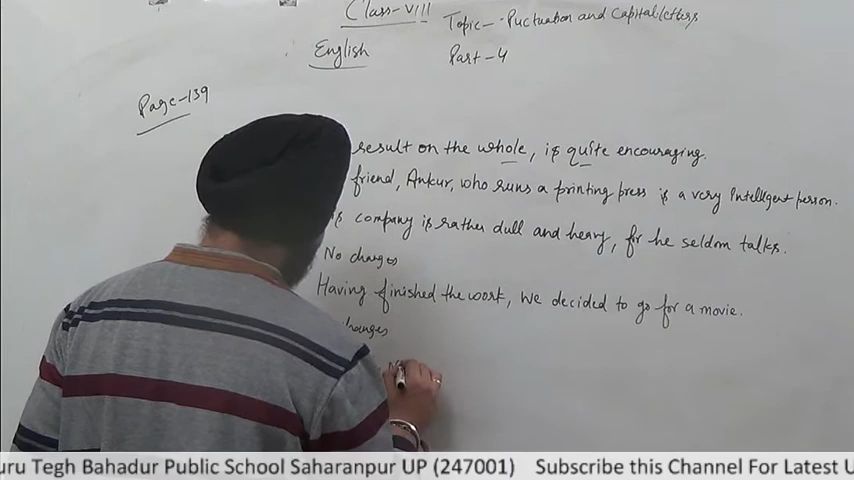 Class-VIII Topic-Puctuation and Capital letters
English Part-4
Page-139
result on the whole, is quite encouraging.
friend, Ankur, who runs a printing press is a very Intelligent person.
company is rather dull and heavy, for he seldom talks.
No changes
Having finished the work, we decided to go for a movie.
hanges
uru Tegh Bahadur Public School Saharanpur UP (247001) Subscribe this Channel For Latest U